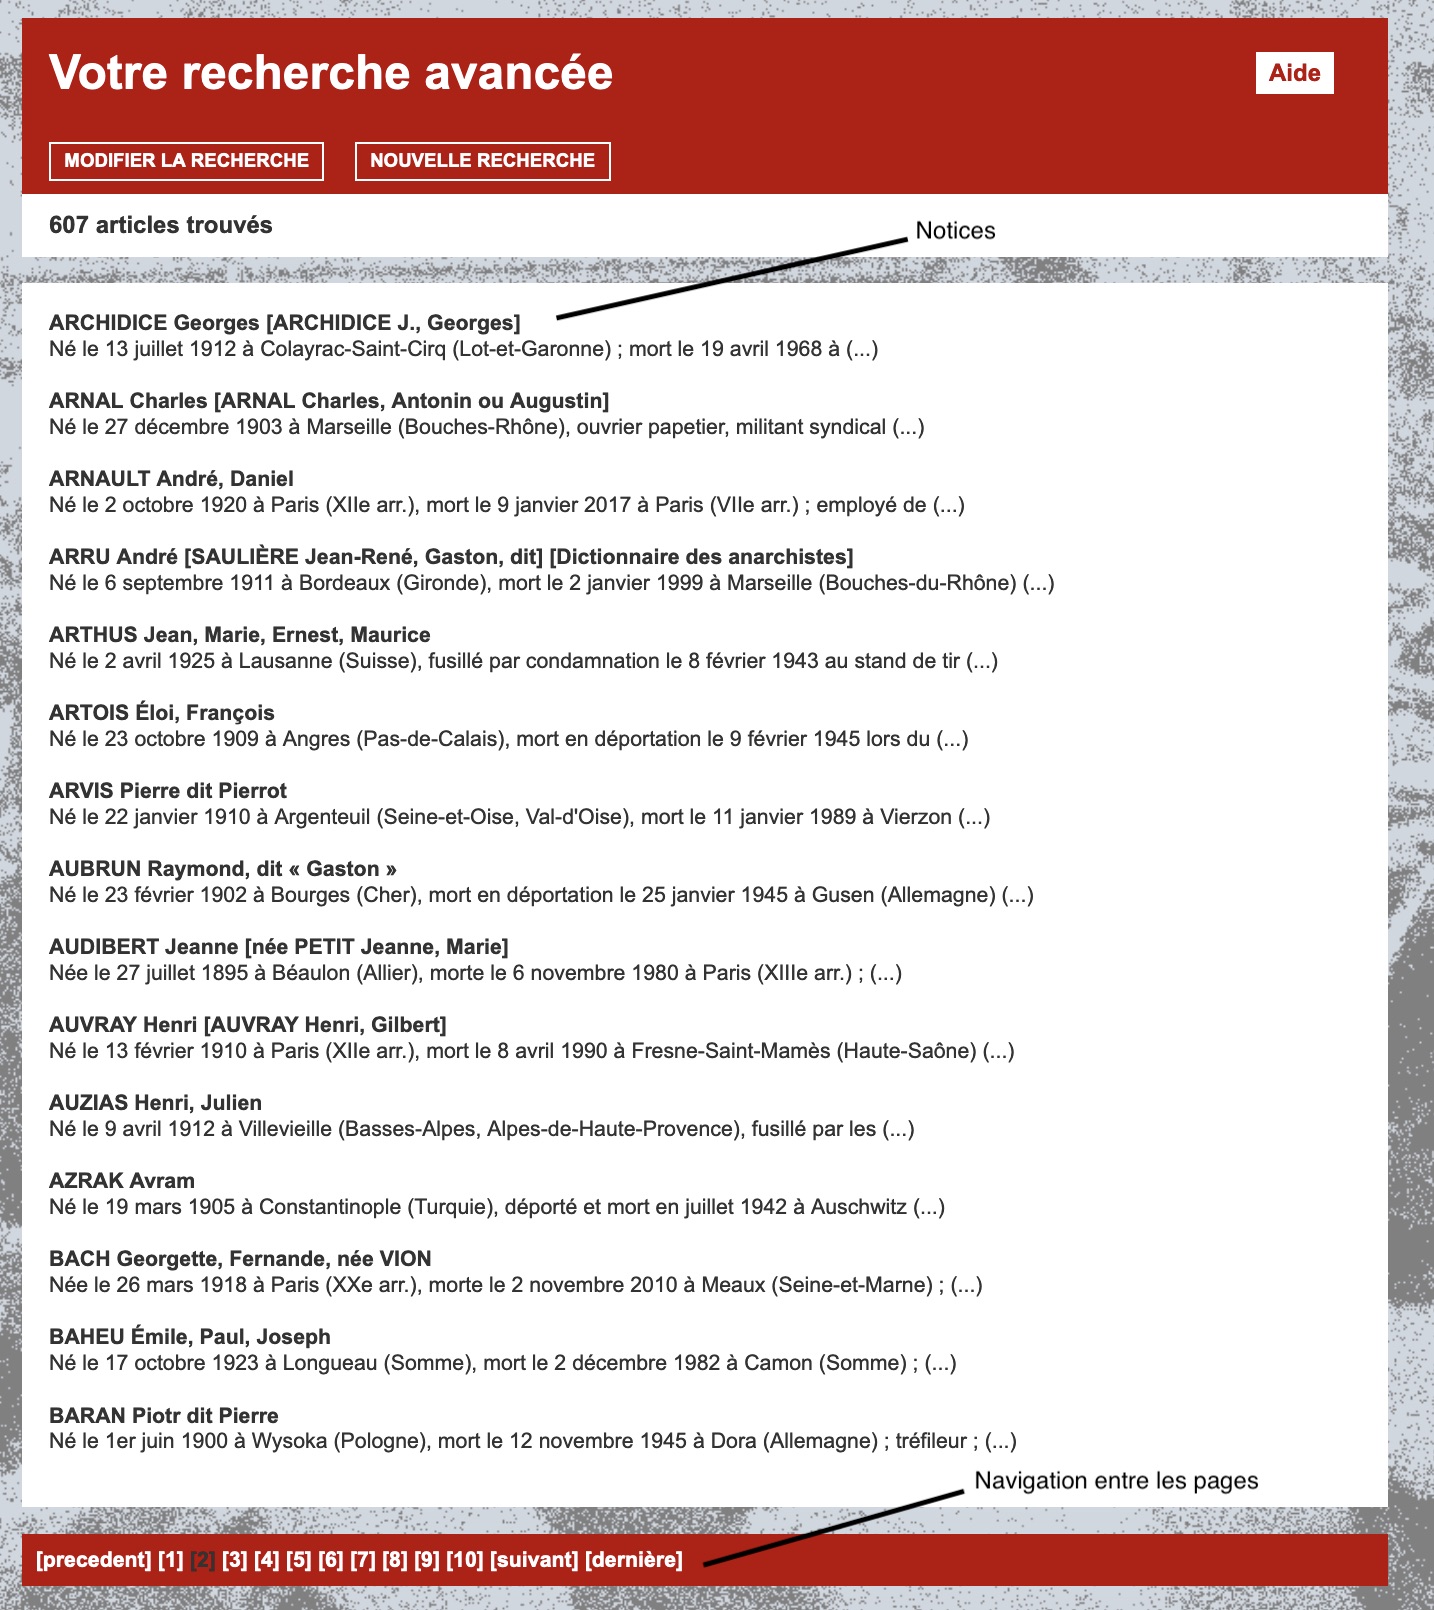 Votre recherche avancée
Aide
MODIFIER LA RECHERCHE
NOUVELLE RECHERCHE
607 articles trouvés
Notices
ARCHIDICE Georges [ARCHIDICE J., Georges]
Né le 13 juillet 1912 à Colayrac-Saint-Cirq (Lot-et-Garonne) ; mort le 19 avril 1968 à (...)
ARNAL Charles [ARNAL Charles, Antonin ou Augustin]
Né le 27 décembre 1903 à Marseille (Bouches-Rhône), ouvrier papetier, militant syndical (...)
ARNAULT André, Daniel
Né le 2 octobre 1920 à Paris (XIIe arr.), mort le 9 janvier 2017 à Paris (VIIe arr.) ; employé de (...)
ARRU André [SAULIÈRE Jean-René, Gaston, dit] [Dictionnaire des anarchistes]
Né le 6 septembre 1911 à Bordeaux (Gironde), mort le 2 janvier 1999 à Marseille (Bouches-du-Rhône) (...)
ARTHUS Jean, Marie, Ernest, Maurice
Né le 2 avril 1925 à Lausanne (Suisse), fusillé par condamnation le 8 février 1943 au stand de tir (...)
ARTOIS Éloi, François
Né le 23 octobre 1909 à Angres (Pas-de-Calais), mort en déportation le 9 février 1945 lors du (...)
ARVIS Pierre dit Pierrot
Né le 22 janvier 1910 à Argenteuil (Seine-et-Oise, Val-d'Oise), mort le 11 janvier 1989 à Vierzon (...)
AUBRUN Raymond, dit « Gaston »
Né le 23 février 1902 à Bourges (Cher), mort en déportation le 25 janvier 1945 à Gusen (Allemagne) (...)
AUDIBERT Jeanne [née PETIT Jeanne, Marie]
Née le 27 juillet 1895 à Béaulon (Allier), morte le 6 novembre 1980 à Paris (XIIIe arr.) ; (...)
AUVRAY Henri [AUVRAY Henri, Gilbert]
Né le 13 février 1910 à Paris (XIIe arr.), mort le 8 avril 1990 à Fresne-Saint-Mamès (Haute-Saône) (...)
AUZIAS Henri, Julien
Né le 9 avril 1912 à Villevieille (Basses-Alpes, Alpes-de-Haute-Provence), fusillé par les (...)
AZRAK Avram
Né le 19 mars 1905 à Constantinople (Turquie), déporté et mort en juillet 1942 à Auschwitz (...)
BACH Georgette, Fernande, née VION
Née le 26 mars 1918 à Paris (XXe arr.), morte le 2 novembre 2010 à Meaux (Seine-et-Marne) ; (...)
BAHEU Émile, Paul, Joseph
Né le 17 octobre 1923 à Longueau (Somme), mort le 2 décembre 1982 à Camon (Somme) ; (...)
BARAN Piotr dit Pierre
Né le 1er juin 1900 à Wysoka (Pologne), mort le 12 novembre 1945 à Dora (Allemagne) ; tréfileur ; (...)
Navigation entre les pages
[precedent] [1] [2] [3] [4] [5] [6] [7] [8] [9] [10] [suivant] [dernière]